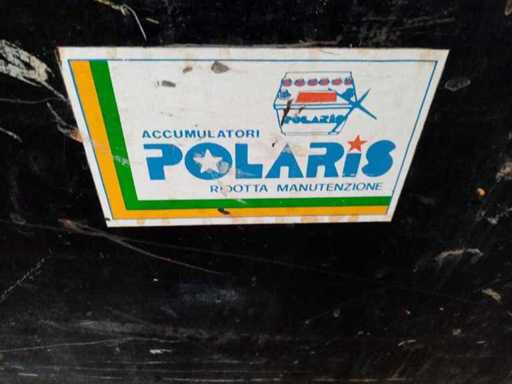 POLARIS
ACCUMULATORI
POLARIS
RIDOTTA MANUTENZIONE